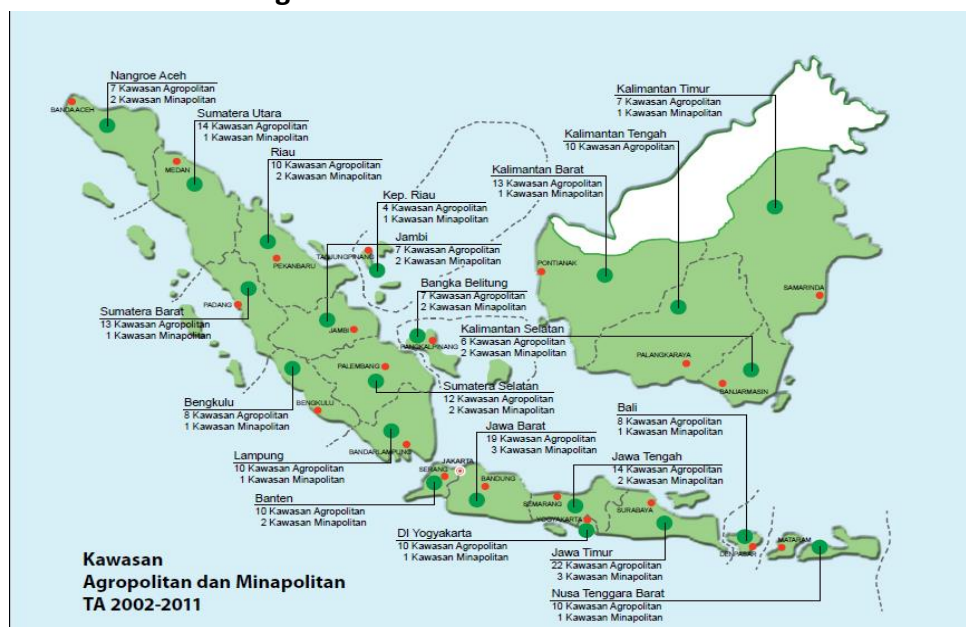 Nangroe Aceh
7 Kawasan Agropolitan
2 Kawasan Minapolitan
BANDA ACEH
Sumatera Utara
14 Kawasan Agropolitan
1 Kawasan Minapolitan
MEDAN
Riau
10 Kawasan Agropolitan
2 Kawasan Minapolitan
PEKANBARU
Kep. Riau
4 Kawasan Agropolitan
1 Kawasan Minapolitan
TANJUNGPINANG
Jambi
7 Kawasan Agropolitan
2 Kawasan Minapolitan
JAMBI
Kalimantan Timur
7 Kawasan Agropolitan
1 Kawasan Minapolitan
SAMARINDA
Kalimantan Tengah
10 Kawasan Agropolitan
PALANGKARAYA
Kalimantan Barat
13 Kawasan Agropolitan
1 Kawasan Minapolitan
PONTIANAK
Bangka Belitung
7 Kawasan Agropolitan
2 Kawasan Minapolitan
PANGKALPINANG
Kalimantan Selatan
6 Kawasan Agropolitan
2 Kawasan Minapolitan
BANJARMASIN
PADANG
Sumatera Barat
13 Kawasan Agropolitan
1 Kawasan Minapolitan
PALEMBANG
Sumatera Selatan
12 Kawasan Agropolitan
2 Kawasan Minapolitan
Bengkulu
8 Kawasan Agropolitan
1 Kawasan Minapolitan
BENGKULU
Lampung
10 Kawasan Agropolitan
1 Kawasan Minapolitan
BANDARLAMPUNG
Jawa Barat
19 Kawasan Agropolitan
3 Kawasan Minapolitan
JAKARTA
SERANG
BANDUNG
Bali
8 Kawasan Agropolitan
1 Kawasan Minapolitan
DENPASAR
Jawa Tengah
14 Kawasan Agropolitan
2 Kawasan Minapolitan
SEMARANG
Banten
10 Kawasan Agropolitan
2 Kawasan Minapolitan
YOGYAKARTA
SURABAYA
MATARAM
DI Yogyakarta
10 Kawasan Agropolitan
1 Kawasan Minapolitan
Jawa Timur
22 Kawasan Agropolitan
3 Kawasan Minapolitan
Nusa Tenggara Barat
10 Kawasan Agropolitan
1 Kawasan Minapolitan
Kawasan
Agropolitan dan Minapolitan
TA 2002-2011